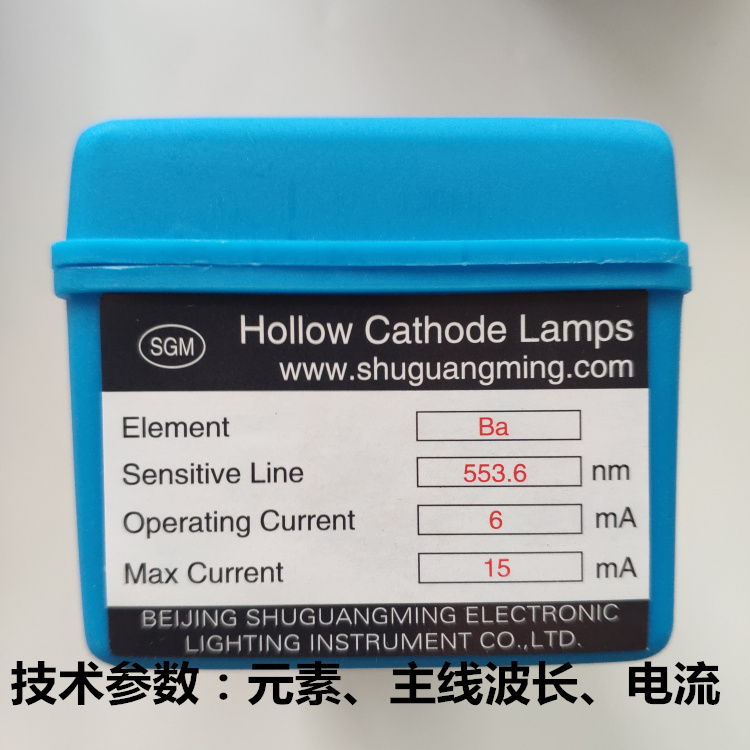 SGM
Hollow Cathode Lamps
www.shuguangming.com
Element Ba
Sensitive Line 553.6 nm
Operating Current 6 mA
Max Current 15 mA
BEIJING SHUGUANGMING ELECTRONIC
LIGHTING INSTRUMENT CO.,LTD.
技术参数：元素、主线波长、电流